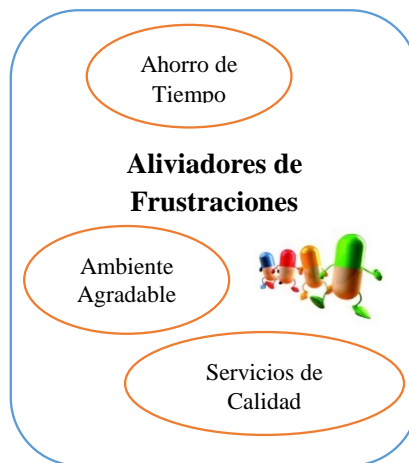 Ahorro de
Tiempo
Aliviadores de
Frustraciones
Ambiente
Agradable
Servicios de
Calidad